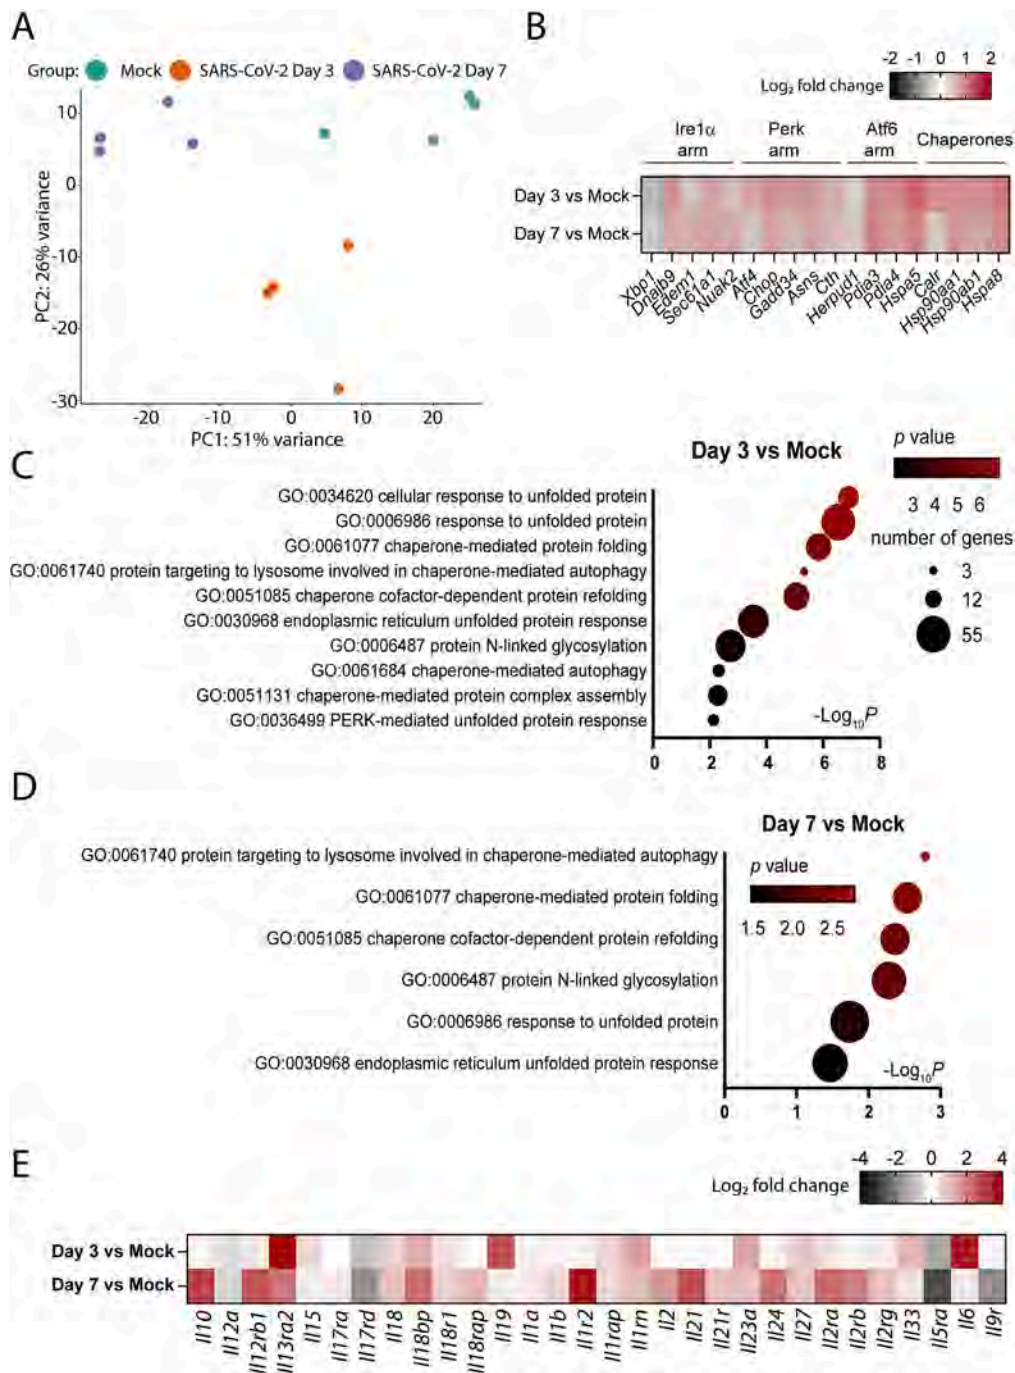 A
Group: Mock SARS-CoV-2 Day 3 SARS-CoV-2 Day 7
PC2: 26% variance
10
0
-10
-20
-30
-20 -10 0 10 20
PC1: 51% variance
B
-2 -1 0 1 2
Log₂ fold change
Ire1α arm
Perk arm
Atf6 arm
Chaperones
Day 3 vs Mock
Day 7 vs Mock
Xbp1
Dnajb9
Edem1
Sec61a1
Nuak2
Atf4
Chop
Gadd34
Asns
Cth
Herpud1
Pdia3
Pdia4
Hspa5
Calr
Hsp90aa1
Hsp90ab1
Hspa8
C
Day 3 vs Mock
GO:0034620 cellular response to unfolded protein
GO:0006986 response to unfolded protein
GO:0061077 chaperone-mediated protein folding
GO:0061740 protein targeting to lysosome involved in chaperone-mediated autophagy
GO:0051085 chaperone cofactor-dependent protein refolding
GO:0030968 endoplasmic reticulum unfolded protein response
GO:0006487 protein N-linked glycosylation
GO:0061684 chaperone-mediated autophagy
GO:0051131 chaperone-mediated protein complex assembly
GO:0036499 PERK-mediated unfolded protein response
-Log₁₀P
0 2 4 6 8
p value
3 4 5 6
number of genes
3
12
55
D
Day 7 vs Mock
GO:0061740 protein targeting to lysosome involved in chaperone-mediated autophagy
GO:0061077 chaperone-mediated protein folding
GO:0051085 chaperone cofactor-dependent protein refolding
GO:0006487 protein N-linked glycosylation
GO:0006986 response to unfolded protein
GO:0030968 endoplasmic reticulum unfolded protein response
p value
1.5 2.0 2.5
-Log₁₀P
0 1 2 3
E
-4 -2 0 2 4
Log₂ fold change
Day 3 vs Mock
Day 7 vs Mock
Il10
Il12a
Il12rb1
Il13ra2
Il15
Il17ra
Il17rd
Il18
Il18bp
Il18r1
Il18rap
Il19
Il1a
Il1b
Il1r2
Il1rap
Il1rn
Il2
Il21
Il21r
Il23a
Il24
Il27
Il2ra
Il2rb
Il2rg
Il33
Il5ra
Il6
Il9r